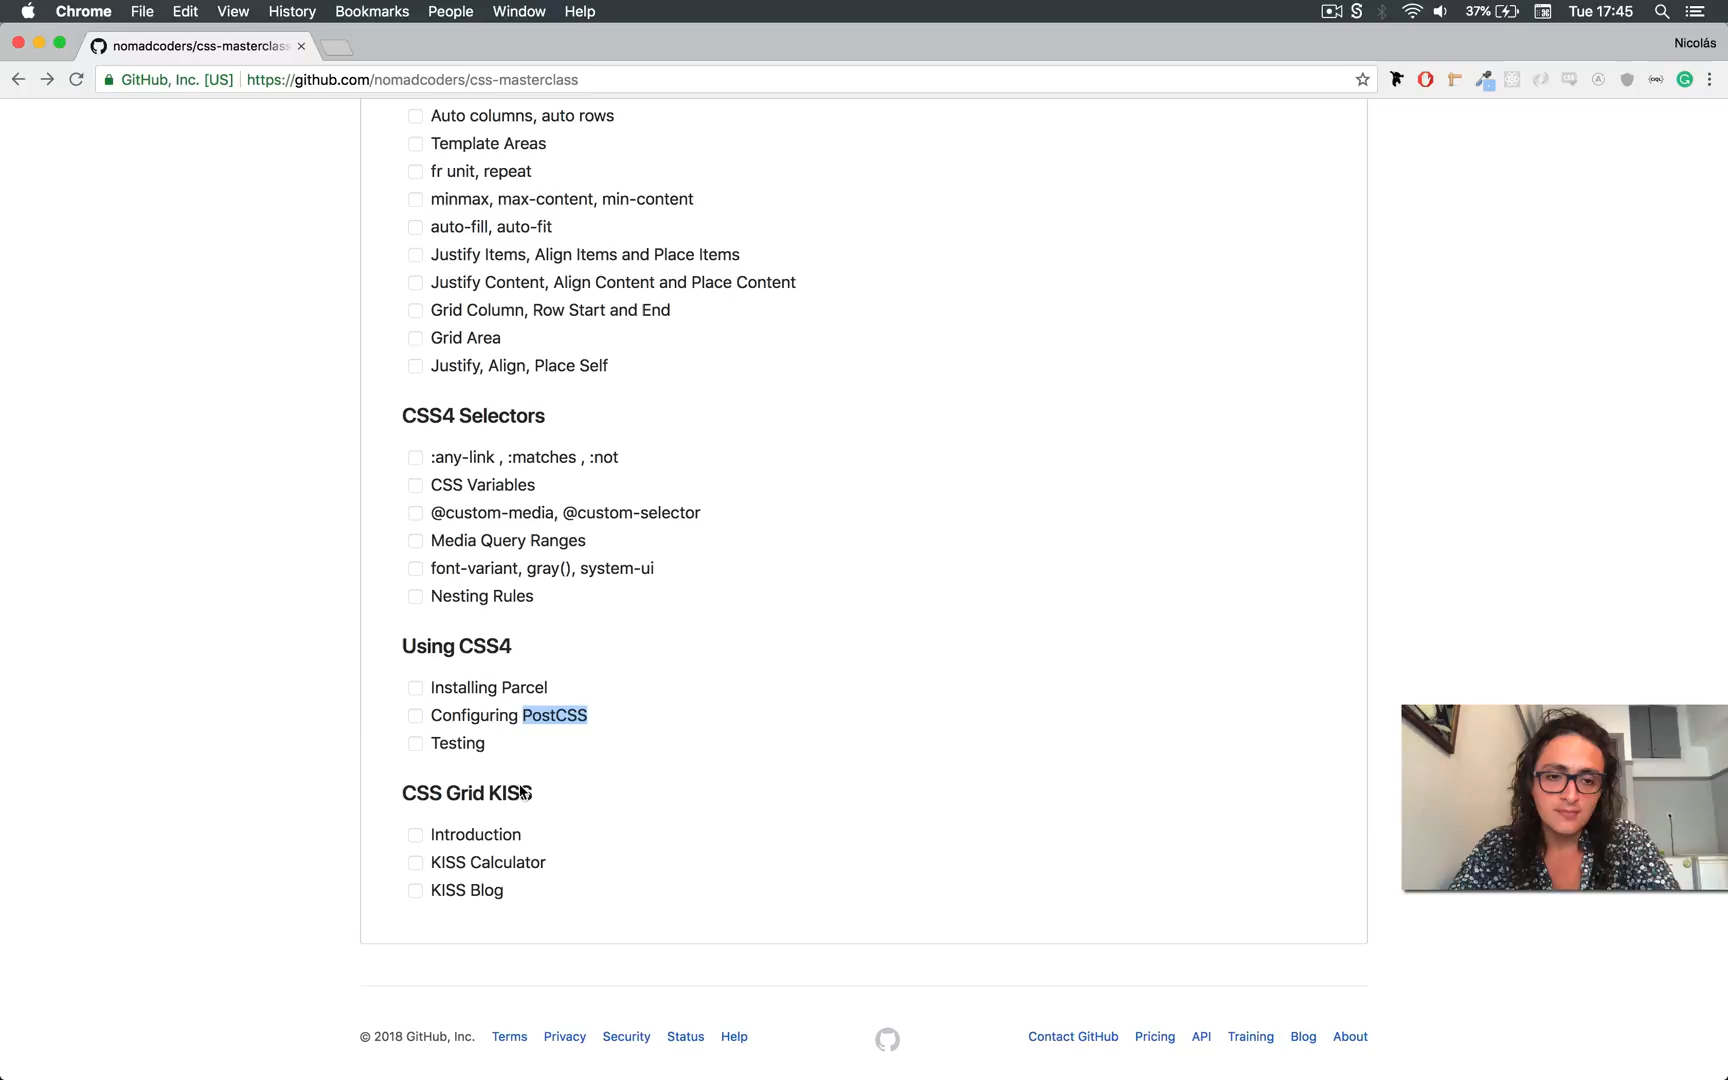 Chrome File Edit View History Bookmarks People Window Help 37% Tue 17:45
nomadcoders/css-masterclass Nicolás
GitHub, Inc. [US] https://github.com/nomadcoders/css-masterclass
Auto columns, auto rows
Template Areas
fr unit, repeat
minmax, max-content, min-content
auto-fill, auto-fit
Justify Items, Align Items and Place Items
Justify Content, Align Content and Place Content
Grid Column, Row Start and End
Grid Area
Justify, Align, Place Self
CSS4 Selectors
:any-link , :matches , :not
CSS Variables
@custom-media, @custom-selector
Media Query Ranges
font-variant, gray(), system-ui
Nesting Rules
Using CSS4
Installing Parcel
Configuring PostCSS
Testing
CSS Grid KISS
Introduction
KISS Calculator
KISS Blog
© 2018 GitHub, Inc. Terms Privacy Security Status Help Contact GitHub Pricing API Training Blog About